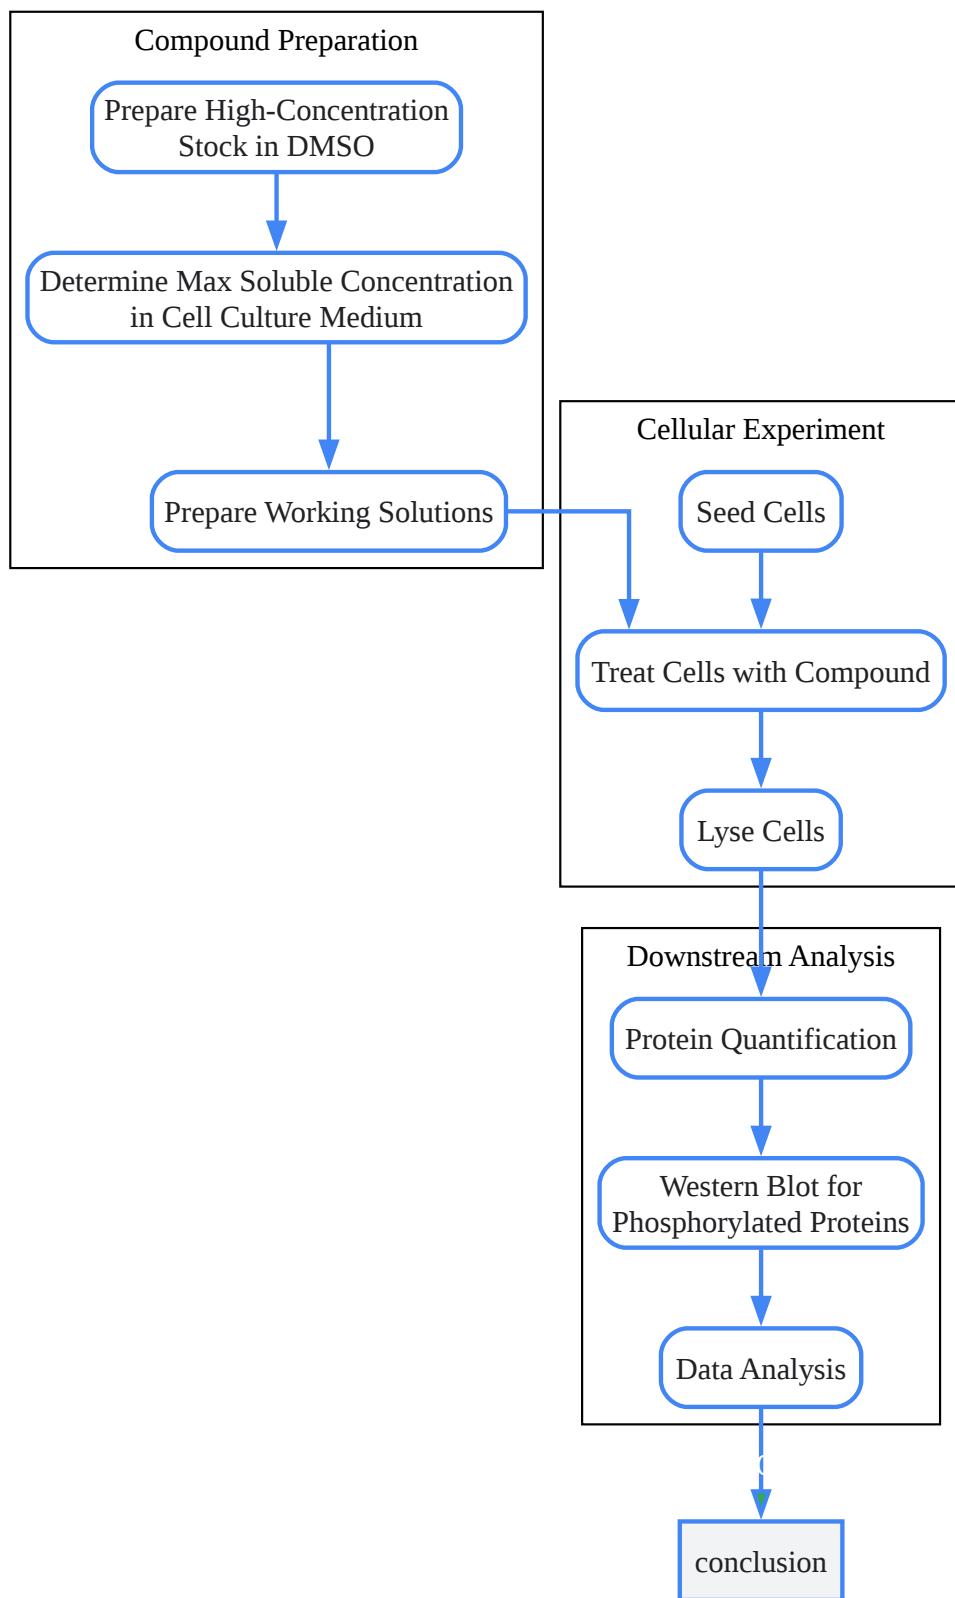 Compound Preparation
Prepare High-Concentration
Stock in DMSO
Determine Max Soluble Concentration
in Cell Culture Medium
Prepare Working Solutions
Cellular Experiment
Seed Cells
Treat Cells with Compound
Lyse Cells
Downstream Analysis
Protein Quantification
Western Blot for
Phosphorylated Proteins
Data Analysis
conclusion